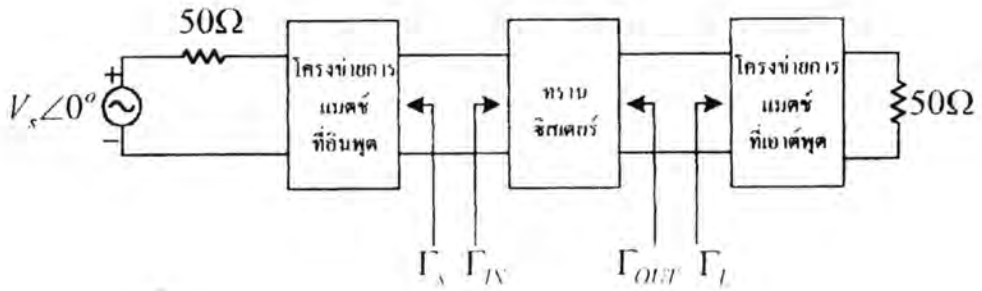 50Ω
V_s∠0°
+
−
โครงข่ายการ
แมตช์
ที่อินพุต
ทราน
ซิสเตอร์
โครงข่ายการ
แมตช์
ที่เอาต์พุต
50Ω
Γ_s Γ_IN Γ_OUT Γ_L